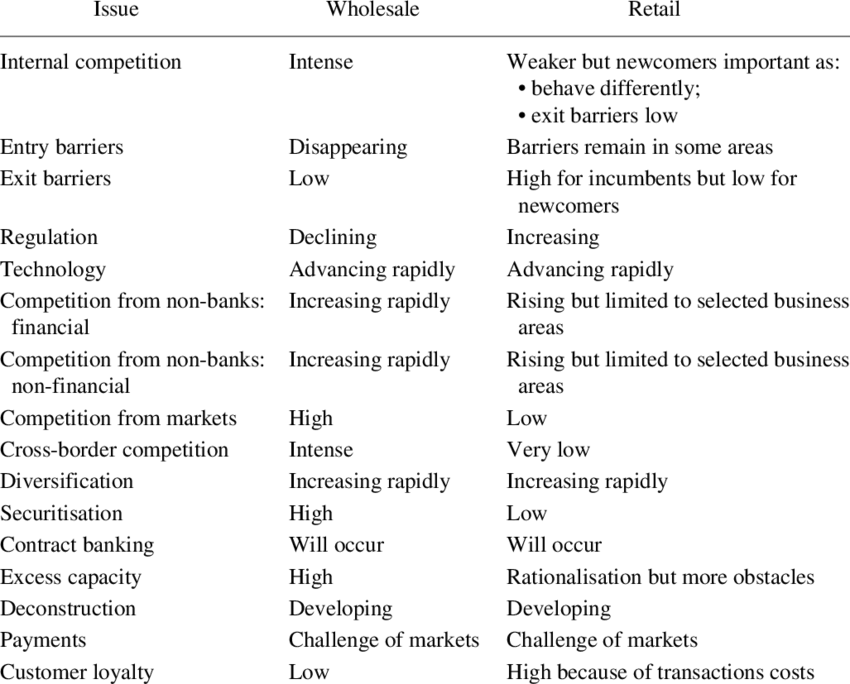 Issue Wholesale Retail
Internal competition Intense Weaker but newcomers important as:
• behave differently;
• exit barriers low
Entry barriers Disappearing Barriers remain in some areas
Exit barriers Low High for incumbents but low for
newcomers
Regulation Declining Increasing
Technology Advancing rapidly Advancing rapidly
Competition from non-banks: Increasing rapidly Rising but limited to selected business
financial areas
Competition from non-banks: Increasing rapidly Rising but limited to selected business
non-financial areas
Competition from markets High Low
Cross-border competition Intense Very low
Diversification Increasing rapidly Increasing rapidly
Securitisation High Low
Contract banking Will occur Will occur
Excess capacity High Rationalisation but more obstacles
Deconstruction Developing Developing
Payments Challenge of markets Challenge of markets
Customer loyalty Low High because of transactions costs